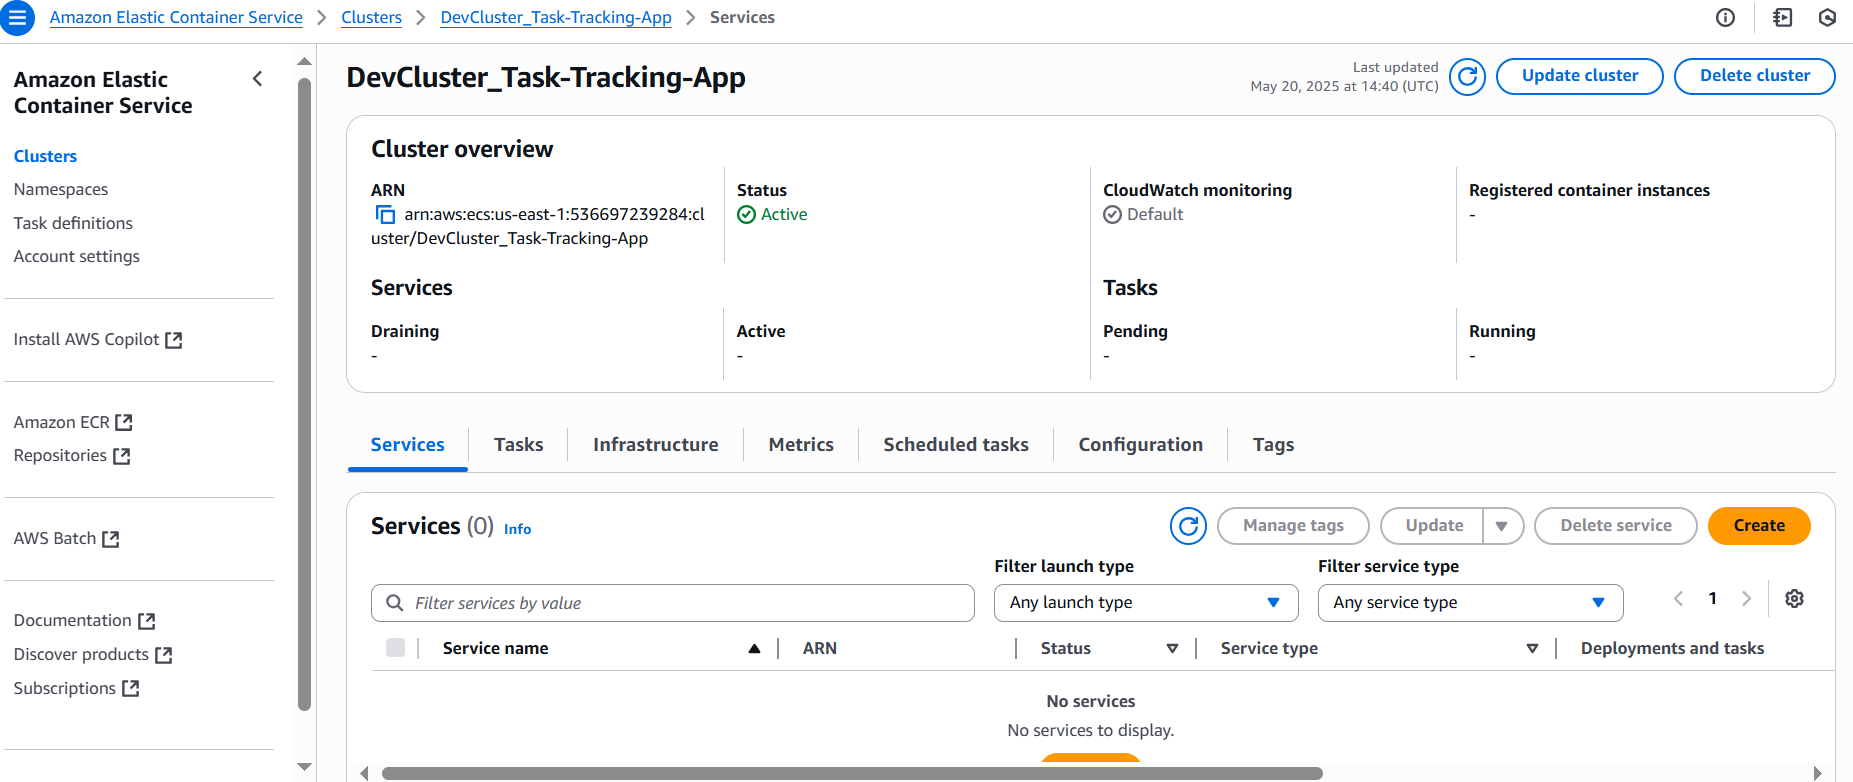 Amazon Elastic Container Service > Clusters > DevCluster_Task-Tracking-App > Services
Amazon Elastic
Container Service
Clusters
Namespaces
Task definitions
Account settings
Install AWS Copilot
Amazon ECR
Repositories
AWS Batch
Documentation
Discover products
Subscriptions
DevCluster_Task-Tracking-App
Last updated
May 20, 2025 at 14:40 (UTC)
Update cluster
Delete cluster
Cluster overview
ARN
arn:aws:ecs:us-east-1:536697239284:cl
uster/DevCluster_Task-Tracking-App
Status
Active
CloudWatch monitoring
Default
Registered container instances
-
Services
Draining
-
Active
-
Tasks
Pending
-
Running
-
Services Tasks Infrastructure Metrics Scheduled tasks Configuration Tags
Services (0) Info
Manage tags Update Delete service Create
Filter services by value
Filter launch type
Any launch type
Filter service type
Any service type
1
Service name ARN Status Service type Deployments and tasks
No services
No services to display.